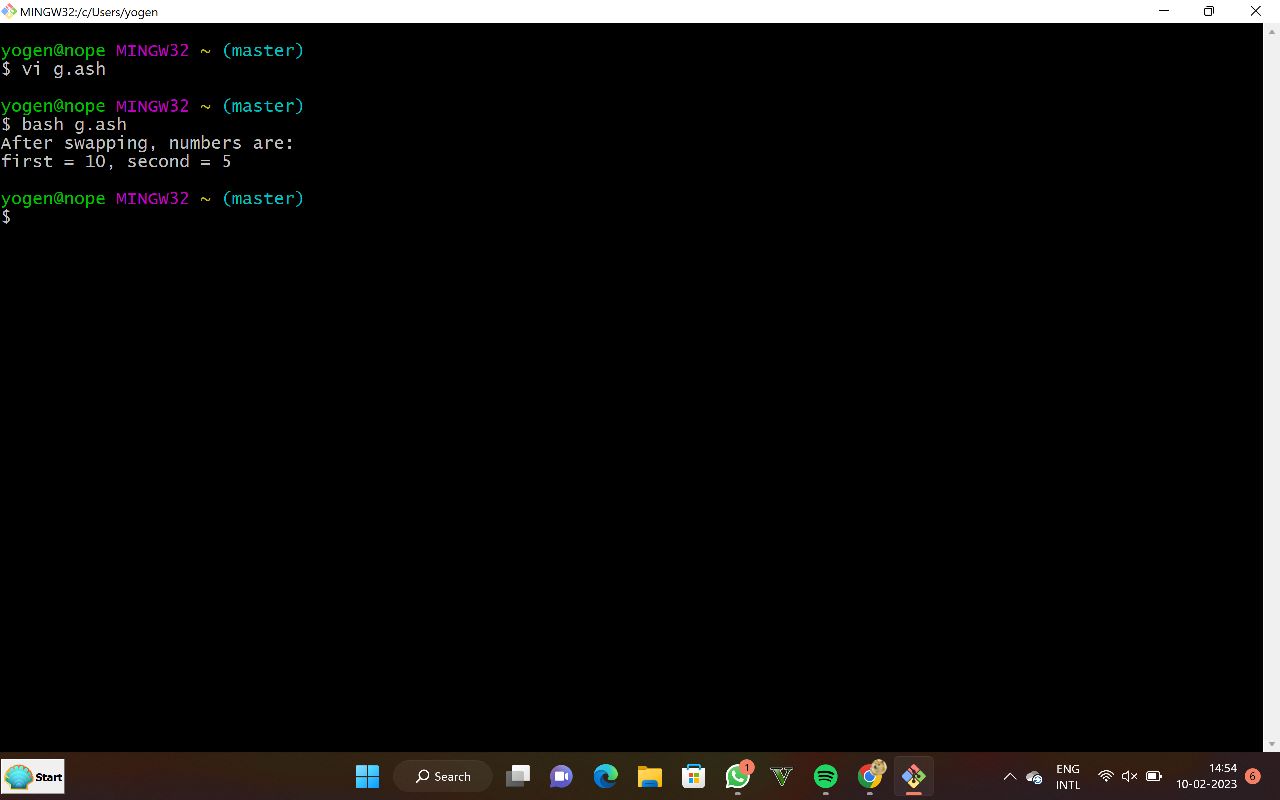 MINGW32:/c/Users/yogen
yogen@nope MINGW32 ~ (master)
$ vi g.ash
yogen@nope MINGW32 ~ (master)
$ bash g.ash
After swapping, numbers are:
first = 10, second = 5
yogen@nope MINGW32 ~ (master)
$
Start
Search
1
ENG
INTL
14:54
10-02-2023
6